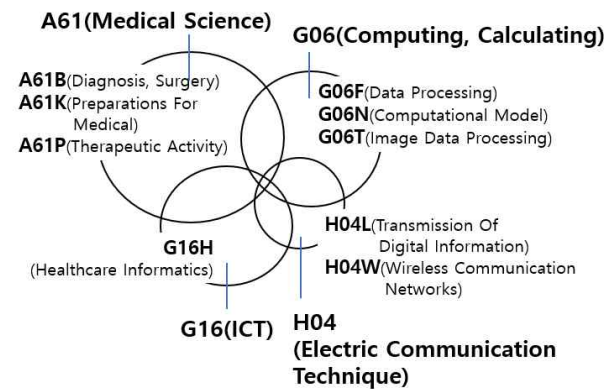 A61(Medical Science)
A61B(Diagnosis, Surgery)
A61K(Preparations For
Medical)
A61P(Therapeutic Activity)
G06(Computing, Calculating)
G06F(Data Processing)
G06N(Computational Model)
G06T(Image Data Processing)
G16H
(Healthcare Informatics)
G16(ICT)
H04L(Transmission Of
Digital Information)
H04W(Wireless Communication
Networks)
H04
(Electric Communication
Technique)